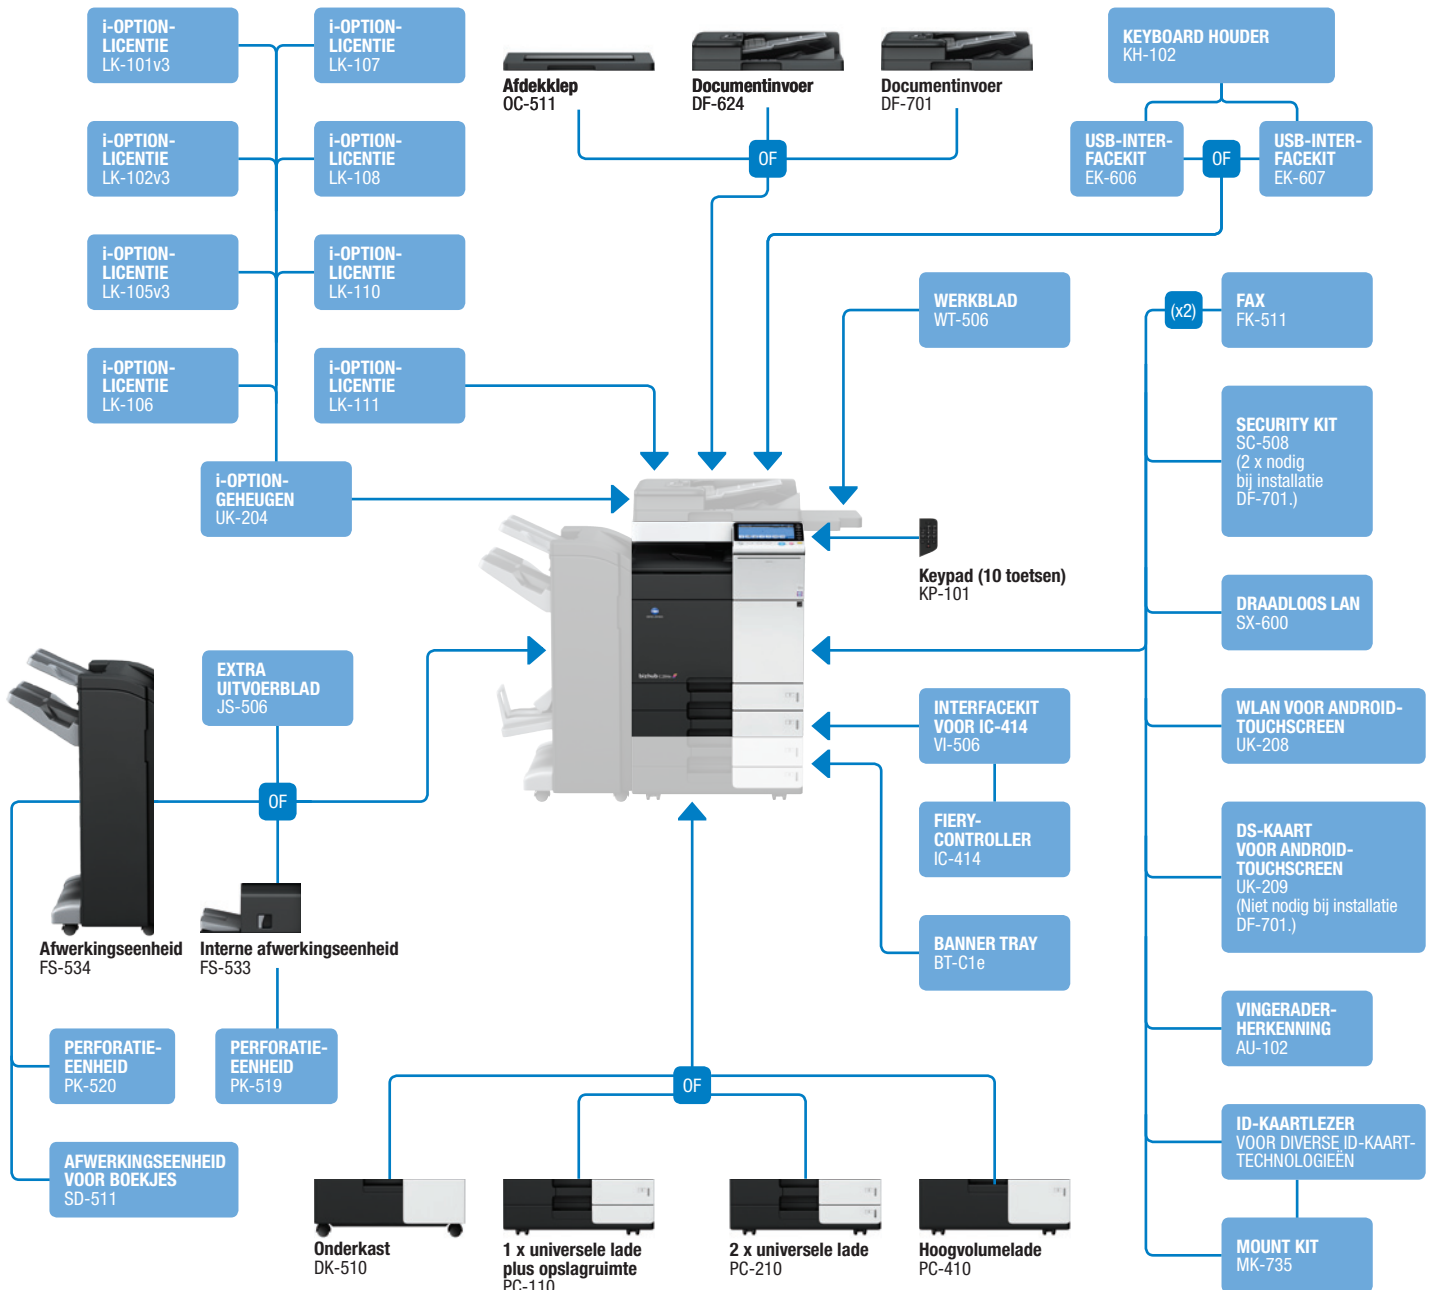 i-OPTION-
LICENTIE
LK-101v3
i-OPTION-
LICENTIE
LK-107
i-OPTION-
LICENTIE
LK-102v3
i-OPTION-
LICENTIE
LK-108
i-OPTION-
LICENTIE
LK-105v3
i-OPTION-
LICENTIE
LK-110
i-OPTION-
LICENTIE
LK-106
i-OPTION-
LICENTIE
LK-111
i-OPTION-
GEHEUGEN
UK-204
Afdekklep
OC-511
Documentinvoer
DF-624
Documentinvoer
DF-701
OF
KEYBOARD HOUDER
KH-102
USB-INTER-
FACEKIT
EK-606
OF
USB-INTER-
FACEKIT
EK-607
WERKBLAD
WT-506
(x2)
FAX
FK-511
SECURITY KIT
SC-508
(2 x nodig
bij installatie
DF-701.)
Keypad (10 toetsen)
KP-101
DRAADLOOS LAN
SX-600
EXTRA
UITVOERBLAD
JS-506
OF
INTERFACEKIT
VOOR IC-414
VI-506
WLAN VOOR ANDROID-
TOUCHSCREEN
UK-208
FIERY-
CONTROLLER
IC-414
DS-KAART
VOOR ANDROID-
TOUCHSCREEN
UK-209
(Niet nodig bij installatie
DF-701.)
Afwerkingseenheid
FS-534
Interne afwerkingseenheid
FS-533
BANNER TRAY
BT-C1e
VINGERADER-
HERKENNING
AU-102
PERFORATIE-
EENHEID
PK-520
PERFORATIE-
EENHEID
PK-519
OF
ID-KAARTLEZER
VOOR DIVERSE ID-KAART-
TECHNOLOGIEËN
AFWERKINGSEENHEID
VOOR BOEKJES
SD-511
Onderkast
DK-510
1 x universele lade
plus opslagruimte
PC-110
2 x universele lade
PC-210
Hoogvolumelade
PC-410
MOUNT KIT
MK-735